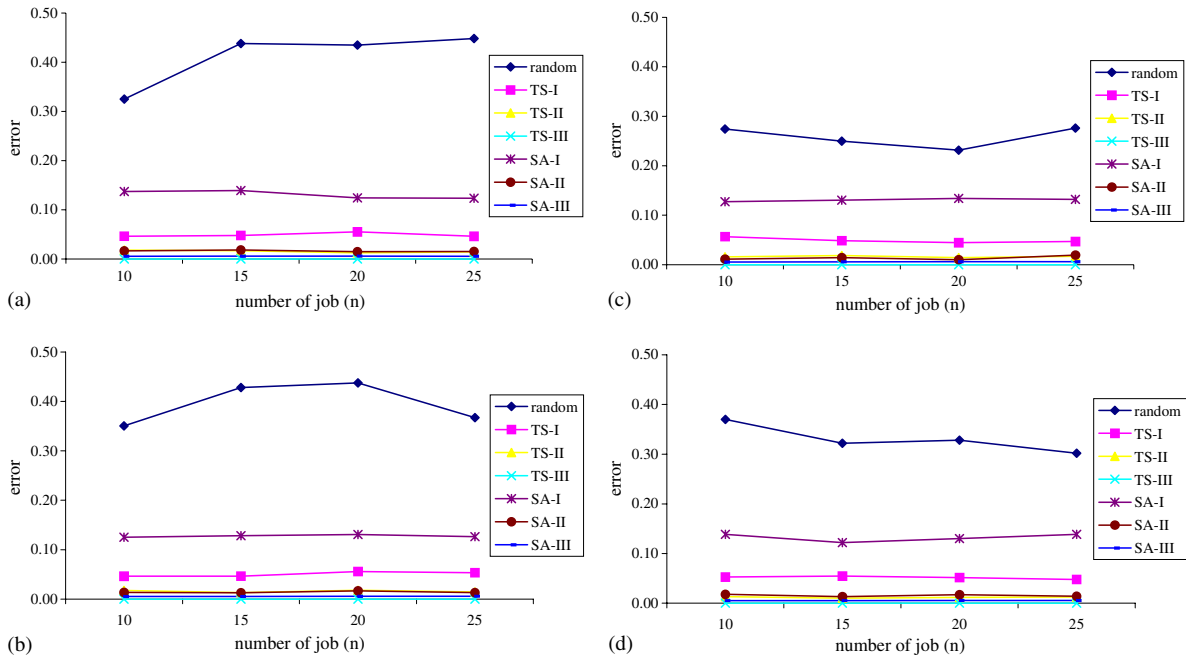 0.50
0.40
0.30
0.20
0.10
0.00
error
10 15 20 25
number of job (n)
random
TS-I
TS-II
TS-III
SA-I
SA-II
SA-III
(a)
0.50
0.40
0.30
0.20
0.10
0.00
error
10 15 20 25
number of job (n)
random
TS-I
TS-II
TS-III
SA-I
SA-II
SA-III
(c)
0.50
0.40
0.30
0.20
0.10
0.00
error
10 15 20 25
number of job (n)
random
TS-I
TS-II
TS-III
SA-I
SA-II
SA-III
(b)
0.50
0.40
0.30
0.20
0.10
0.00
error
10 15 20 25
number of job (n)
random
TS-I
TS-II
TS-III
SA-I
SA-II
SA-III
(d)